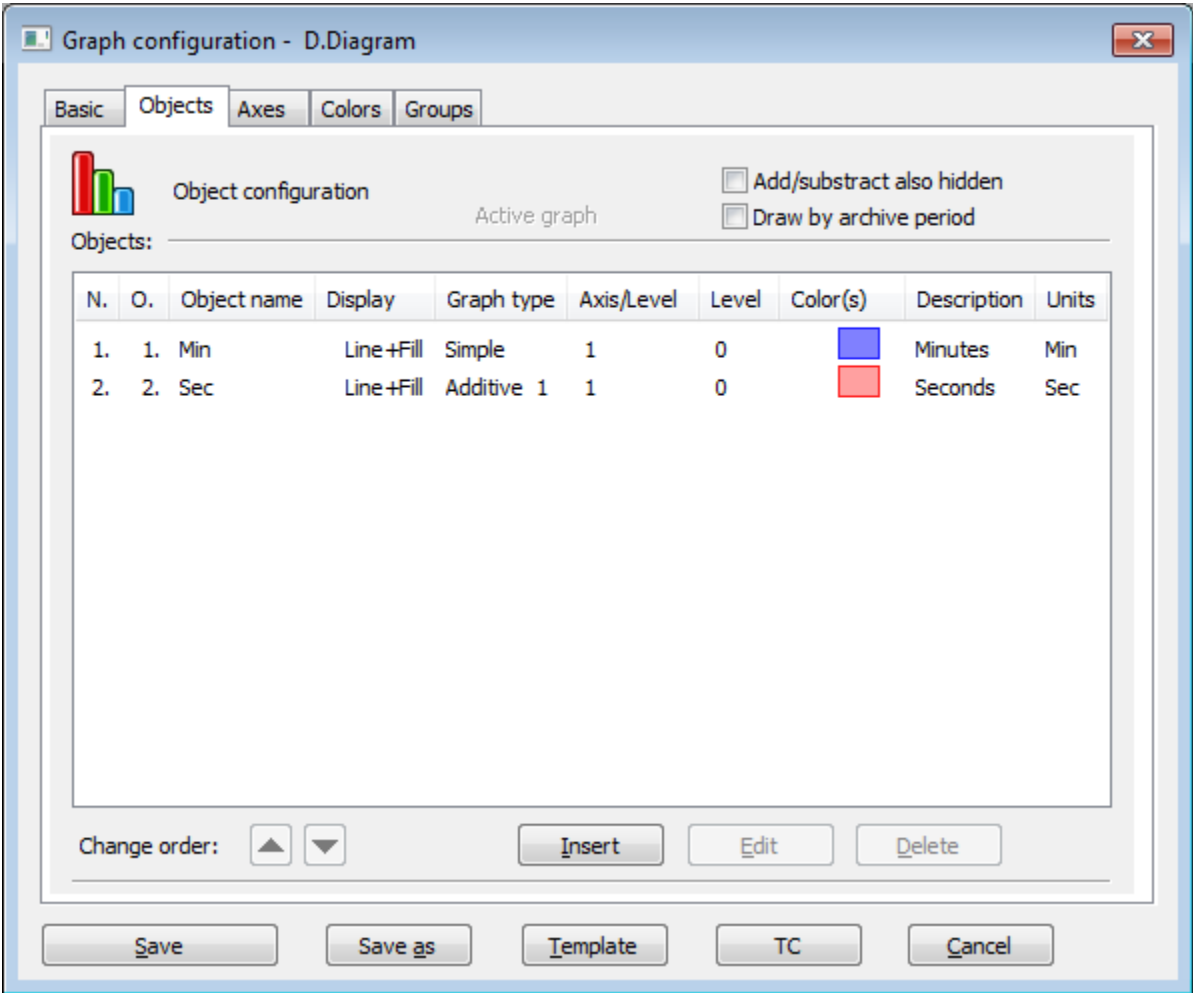 Graph configuration - D.Diagram
Basic Objects Axes Colors Groups
Object configuration
Active graph
Add/substract also hidden
Draw by archive period
Objects:
N. O. Object name Display Graph type Axis/Level Level Color(s) Description Units
1. 1. Min Line+Fill Simple 1 0 Minutes Min
2. 2. Sec Line+Fill Additive 1 1 0 Seconds Sec
Change order: Insert Edit Delete
Save Save as Template TC Cancel